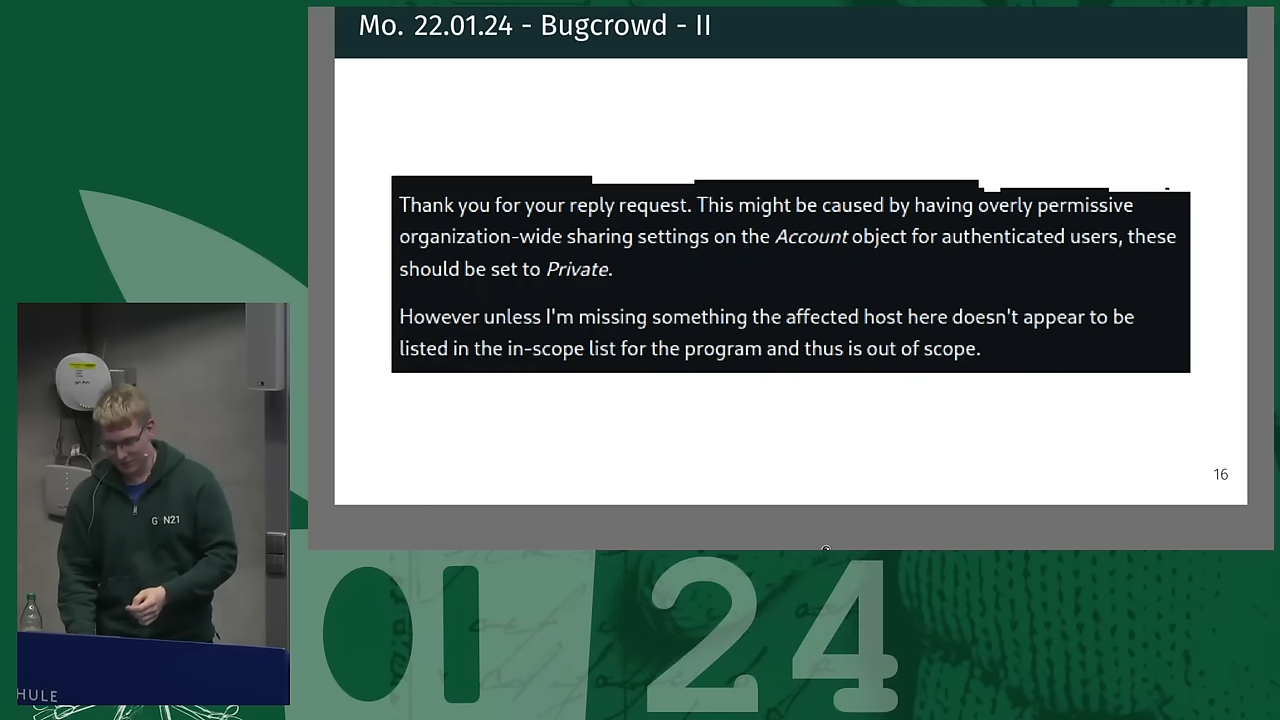 Mo. 22.01.24 - Bugcrowd - II
Thank you for your reply request. This might be caused by having overly permissive
organization-wide sharing settings on the Account object for authenticated users, these
should be set to Private.
However unless I'm missing something the affected host here doesn't appear to be
listed in the in-scope list for the program and thus is out of scope.
16
G N21
HULE
24